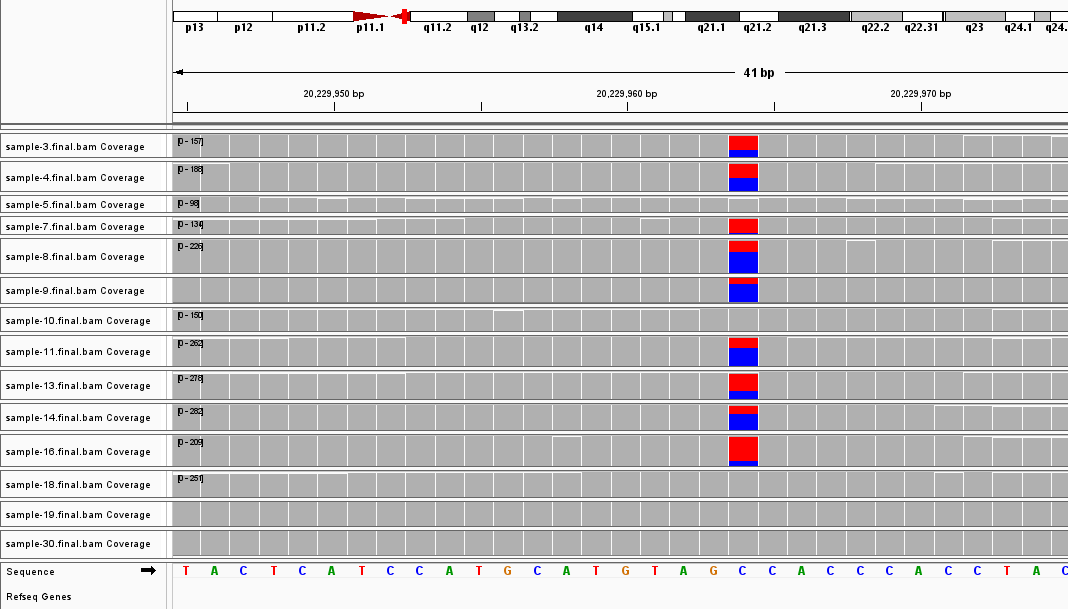 p13 p12 p11.2 p11.1 q11.2 q12 q13.2 q14 q15.1 q21.1 q21.2 q21.3 q22.2 q22.31 q23 q24.1 q24.
41 bp
20,229,950 bp 20,229,960 bp 20,229,970 bp
sample-3.final.bam Coverage [0 - 157]
sample-4.final.bam Coverage [0 - 188]
sample-5.final.bam Coverage [0 - 98]
sample-7.final.bam Coverage [0 - 134]
sample-8.final.bam Coverage [0 - 226]
sample-9.final.bam Coverage
sample-10.final.bam Coverage [0 - 150]
sample-11.final.bam Coverage [0 - 262]
sample-13.final.bam Coverage [0 - 278]
sample-14.final.bam Coverage [0 - 282]
sample-16.final.bam Coverage [0 - 209]
sample-18.final.bam Coverage [0 - 251]
sample-19.final.bam Coverage
sample-30.final.bam Coverage
Sequence T A C T C A T C C A T G C A T G T A G C C A C C C A C C T A C
Refseq Genes